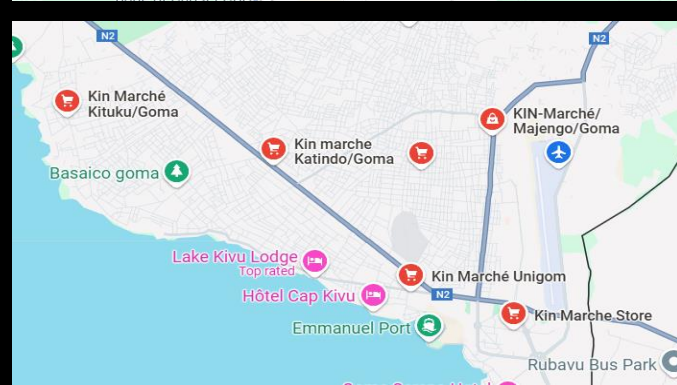 N2
N2
Kin Marché
Kituku/Goma
KIN-Marché/
Majengo/Goma
Kin marche
Katindo/Goma
Basaico goma
Lake Kivu Lodge
Top rated
Kin Marché Unigom
Hôtel Cap Kivu
N2
Kin Marche Store
Emmanuel Port
Rubavu Bus Park